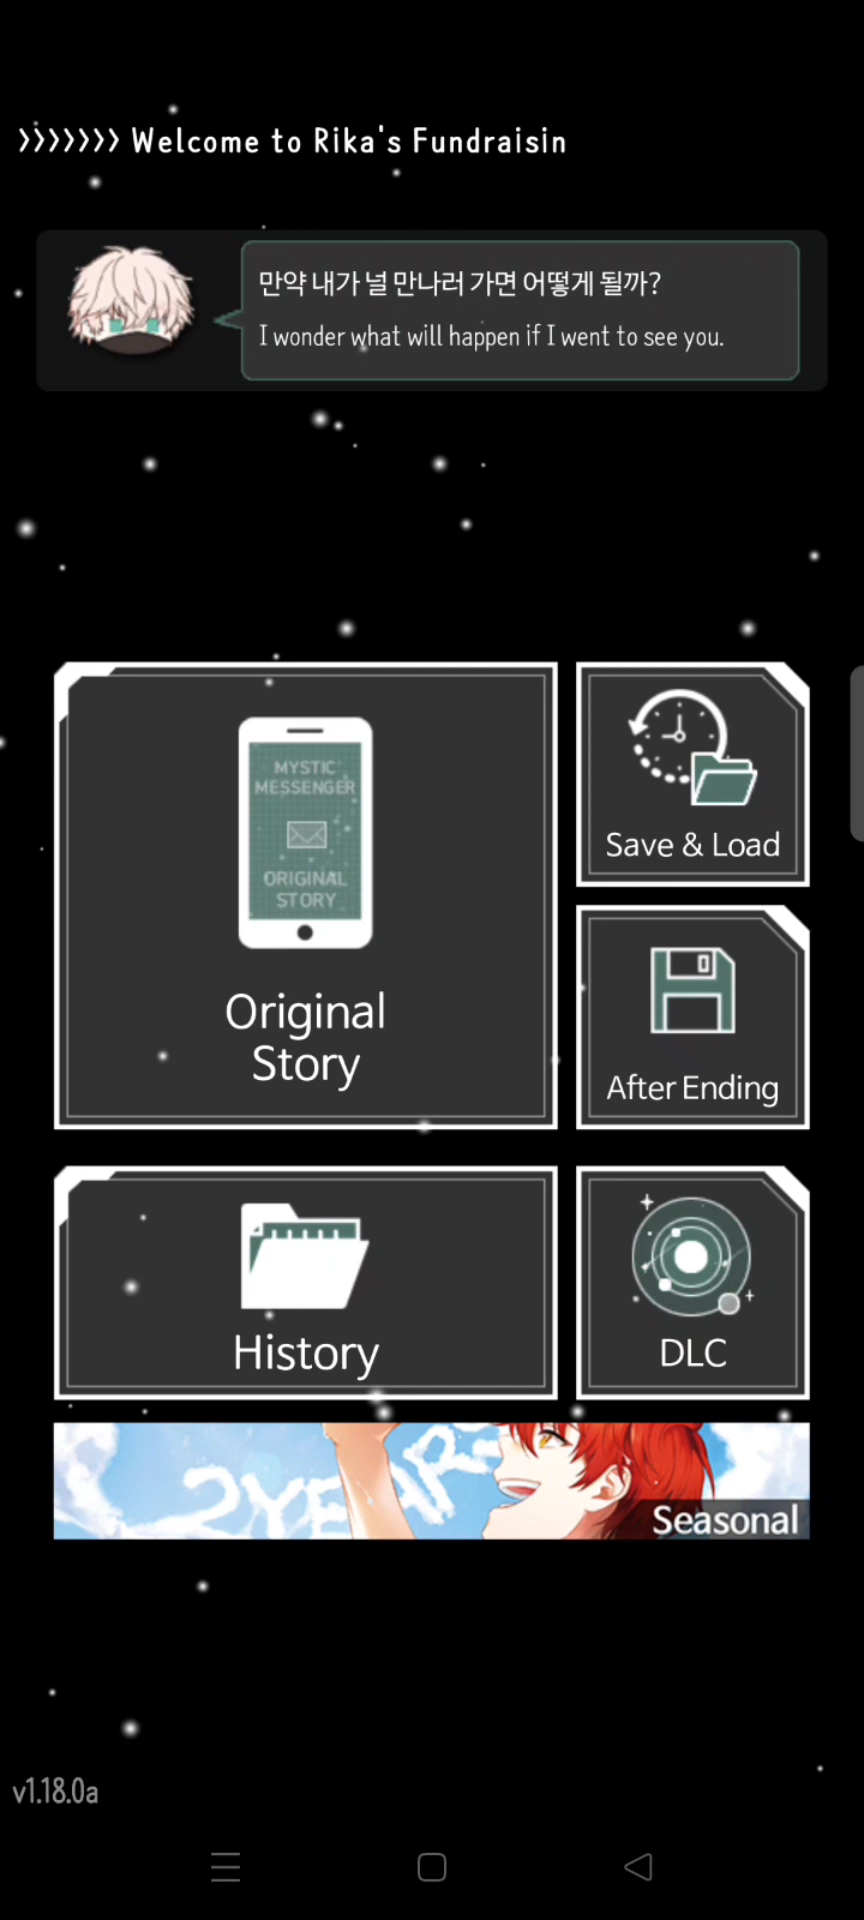 >>>>>>> Welcome to Rika's Fundraisin
만약 내가 널 만나러 가면 어떻게 될까?
I wonder what will happen if I went to see you.
MYSTIC
MESSENGER
ORIGINAL
STORY
Original
Story
Save & Load
After Ending
History
DLC
2YEAR
Seasonal
v1.18.0a